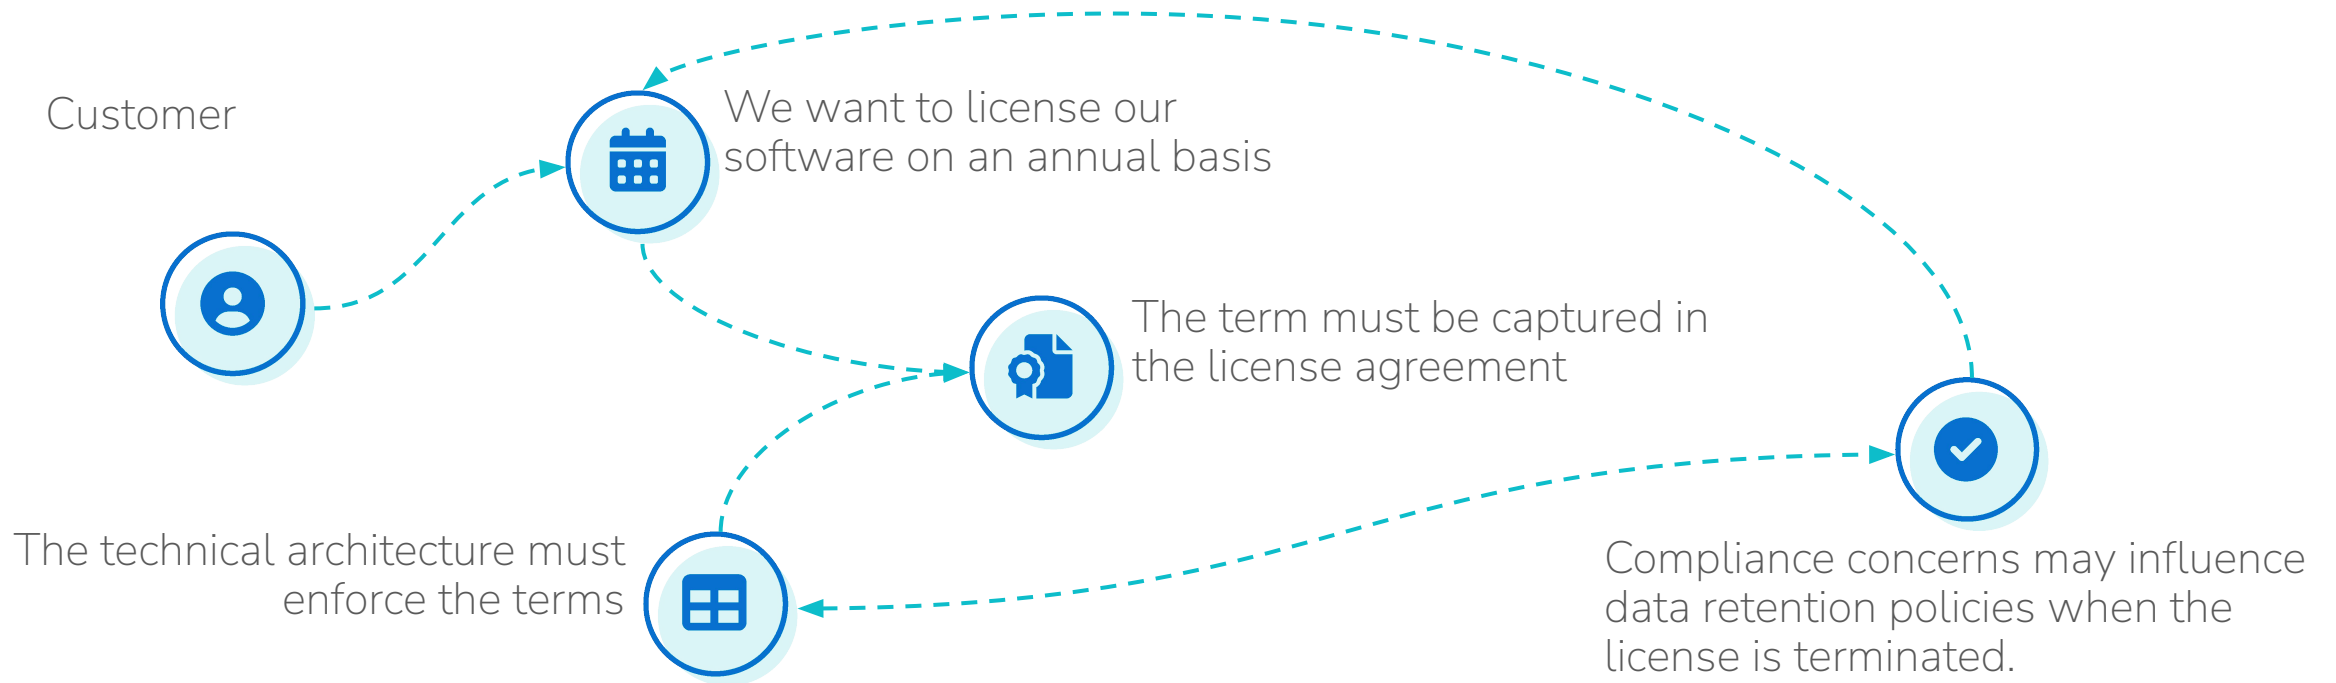 Customer
We want to license our
software on an annual basis
The term must be captured in
the license agreement
The technical architecture must
enforce the terms
Compliance concerns may influence
data retention policies when the
license is terminated.